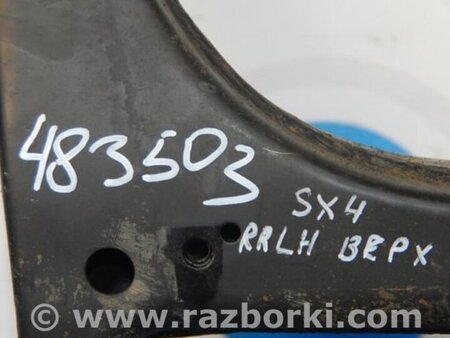 483503
SX4
RRLH ВЕРХ
www.razborki.com